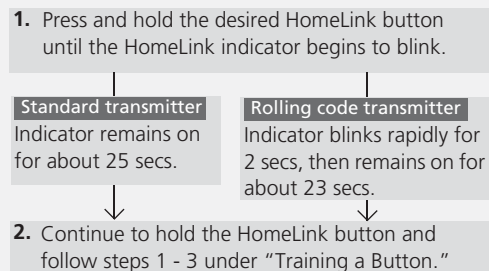 1. Press and hold the desired HomeLink button
until the HomeLink indicator begins to blink.
Standard transmitter
Indicator remains on
for about 25 secs.
Rolling code transmitter
Indicator blinks rapidly for
2 secs, then remains on for
about 23 secs.
2. Continue to hold the HomeLink button and
follow steps 1 - 3 under “Training a Button.”